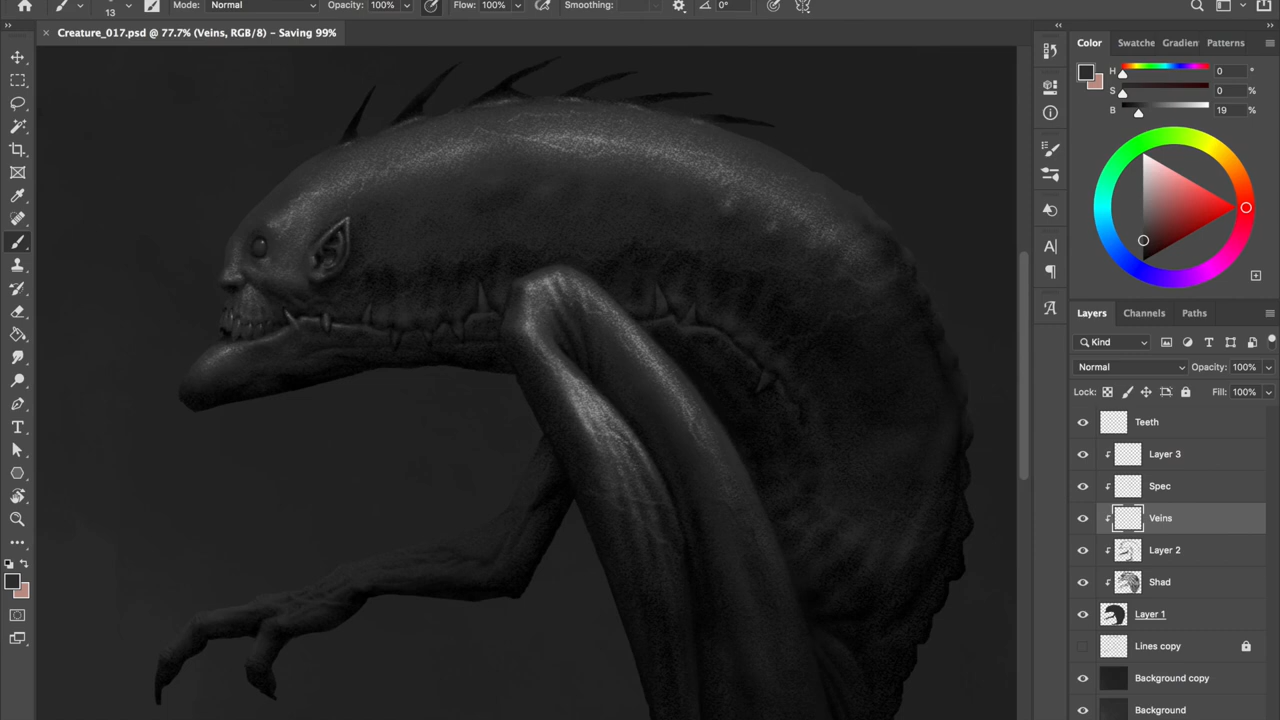 13
Mode: Normal Opacity: 100% Flow: 100% Smoothing: 0°
× Creature_017.psd @ 77.7% (Veins, RGB/8) - Saving 99%
Color Swatche Gradien Patterns
H 0 °
S 0 %
B 19 %
Layers Channels Paths
Kind
Normal Opacity: 100%
Lock: Fill: 100%
Teeth
Layer 3
Spec
Veins
Layer 2
Shad
Layer 1
Lines copy
Background copy
Background